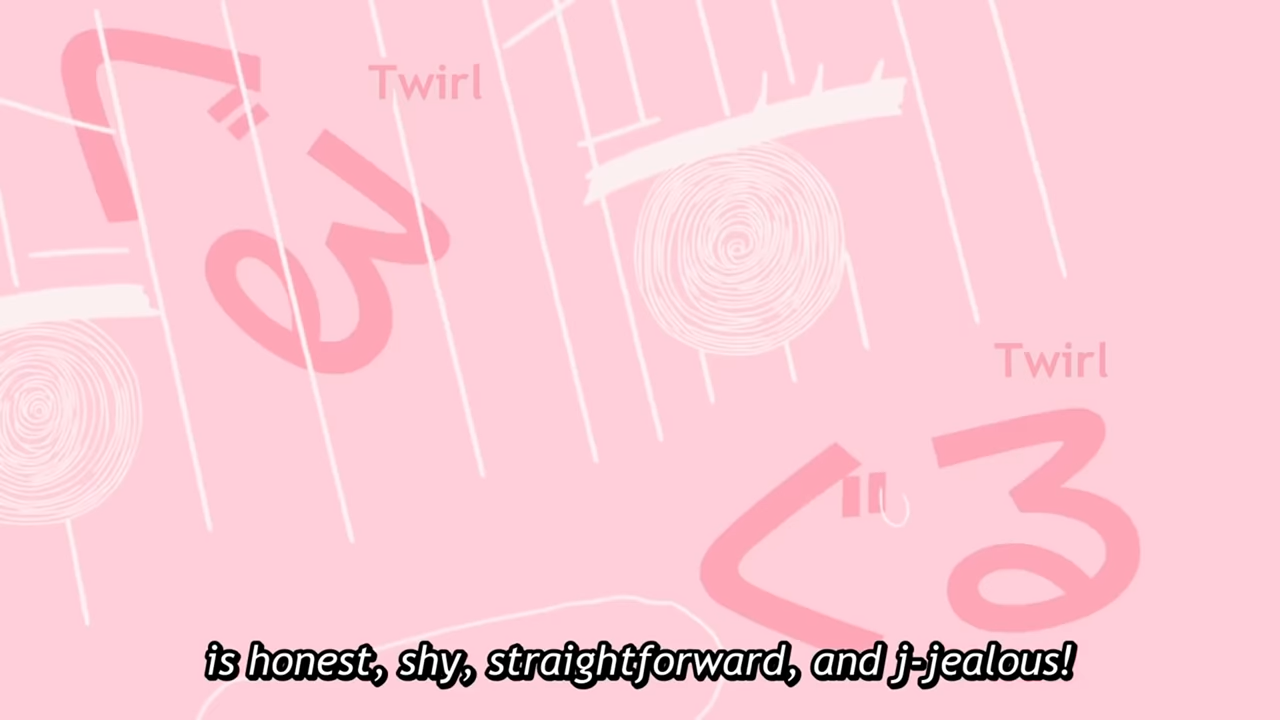 ぐる
Twirl
Twirl
ぐる
is honest, shy, straightforward, and j-jealous!